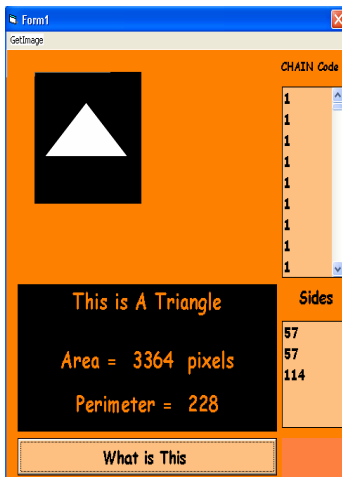 Form1
GetImage
CHAIN Code
1
1
1
1
1
1
1
1
1
This is A Triangle
Area = 3364 pixels
Perimeter = 228
Sides
57
57
114
What is This